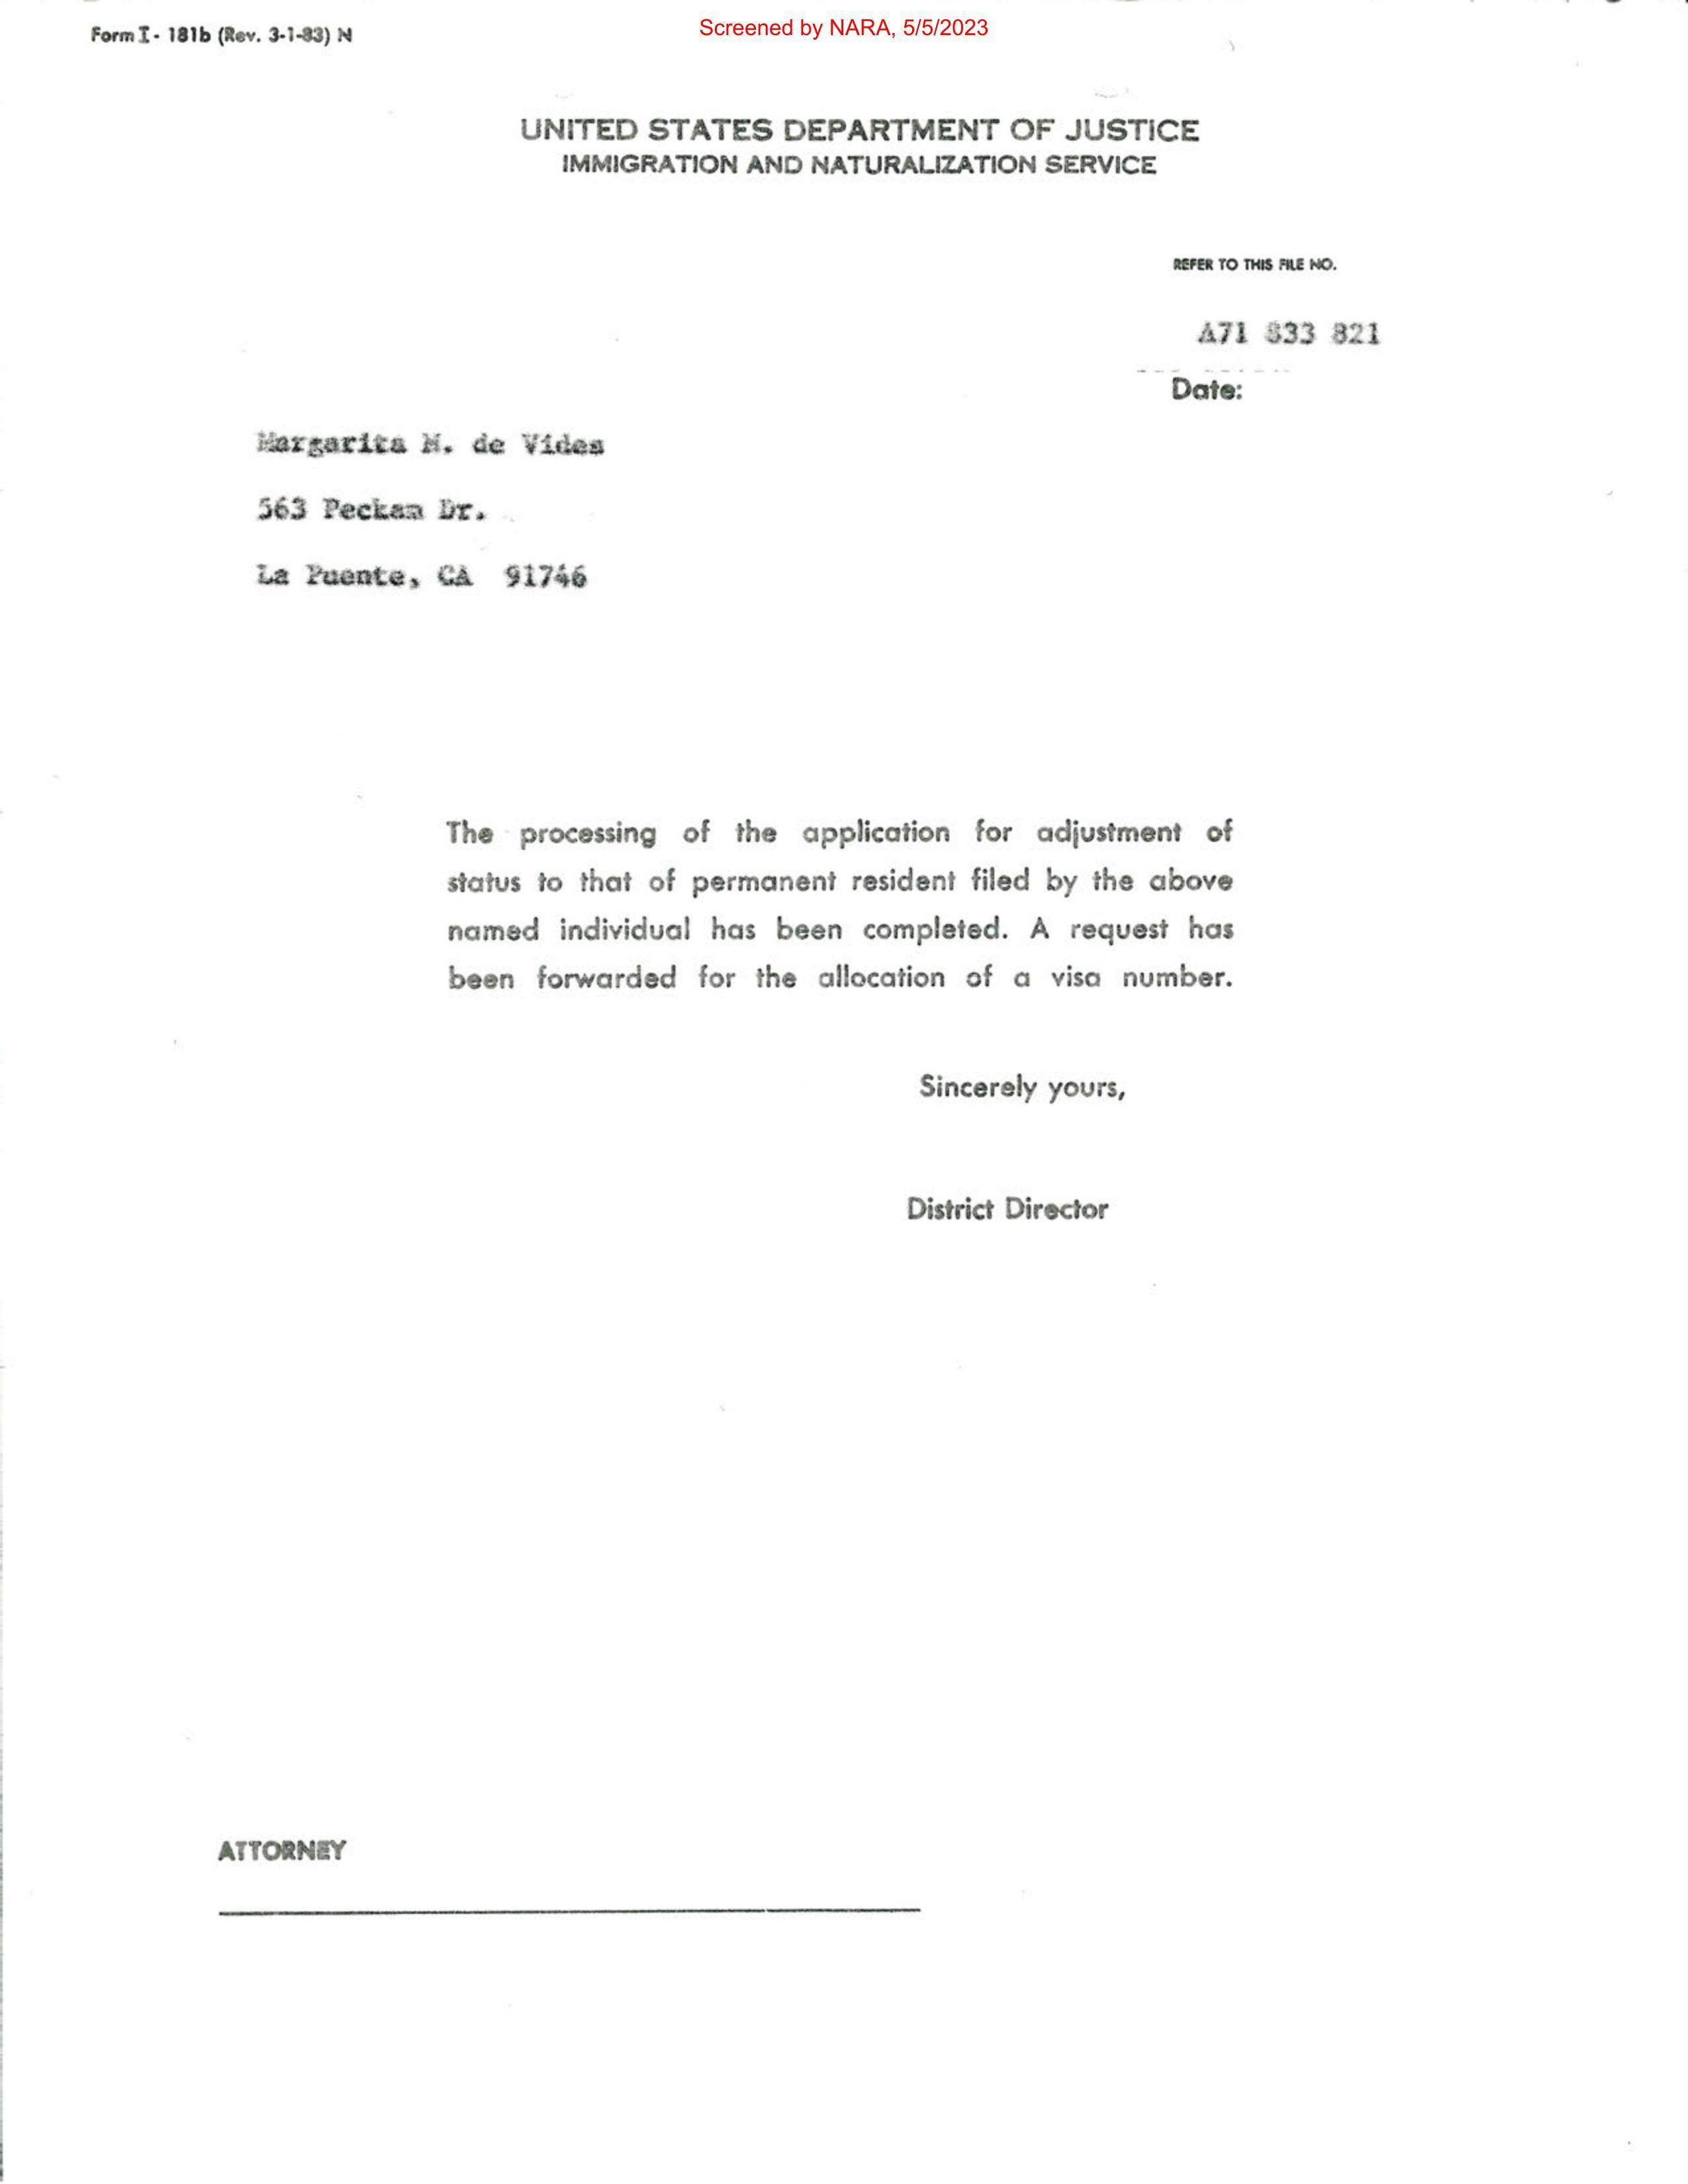 Form I- 181b (Rev. 3-1-83) N
Screened by NARA, 5/5/2023
UNITED STATES DEPARTMENT OF JUSTICE
IMMIGRATION AND NATURALIZATION SERVICE
REFER TO THIS FILE NO.
A71 833 821
Date:
Margarita M. de Vides
563 Peckam Dr.
La Puente, CA 91746
The processing of the application for adjustment of
status to that of permanent resident filed by the above
named individual has been completed. A request has
been forwarded for the allocation of a visa number.
Sincerely yours,
District Director
ATTORNEY